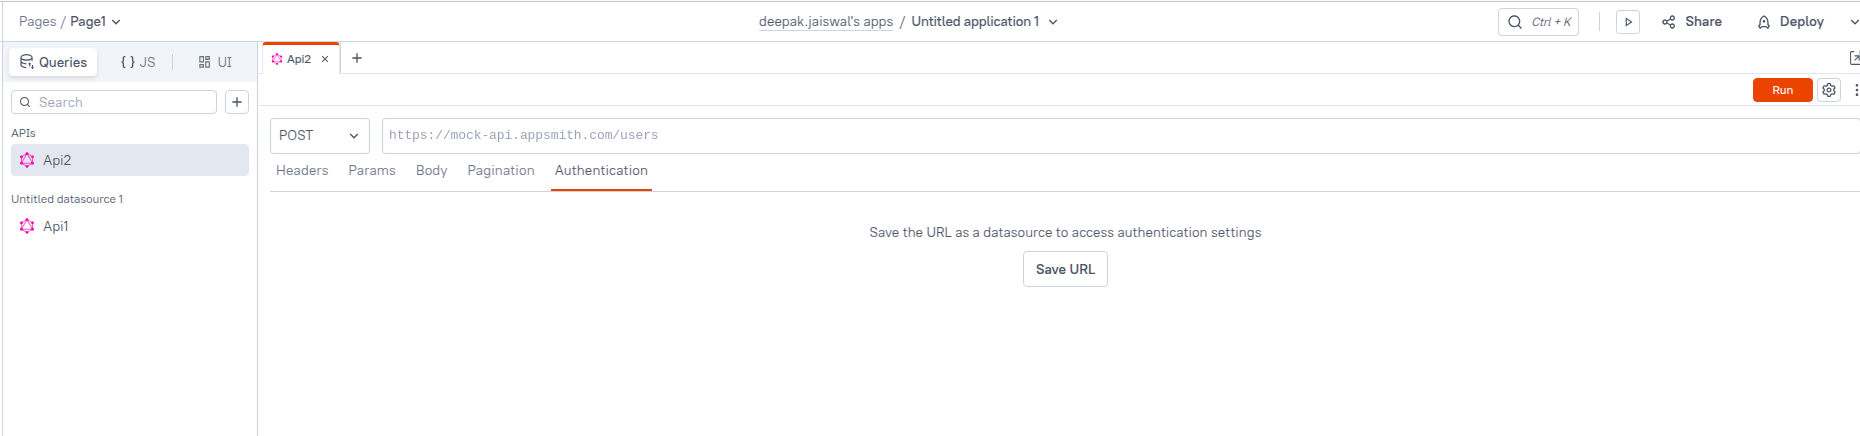 Pages / Page1
deepak.jaiswal's apps / Untitled application 1
Ctrl + K
Share
Deploy
Queries
{ } JS
UI
Api2
Search
Run
APIs
POST
https://mock-api.appsmith.com/users
Api2
Headers Params Body Pagination Authentication
Untitled datasource 1
Api1
Save the URL as a datasource to access authentication settings
Save URL